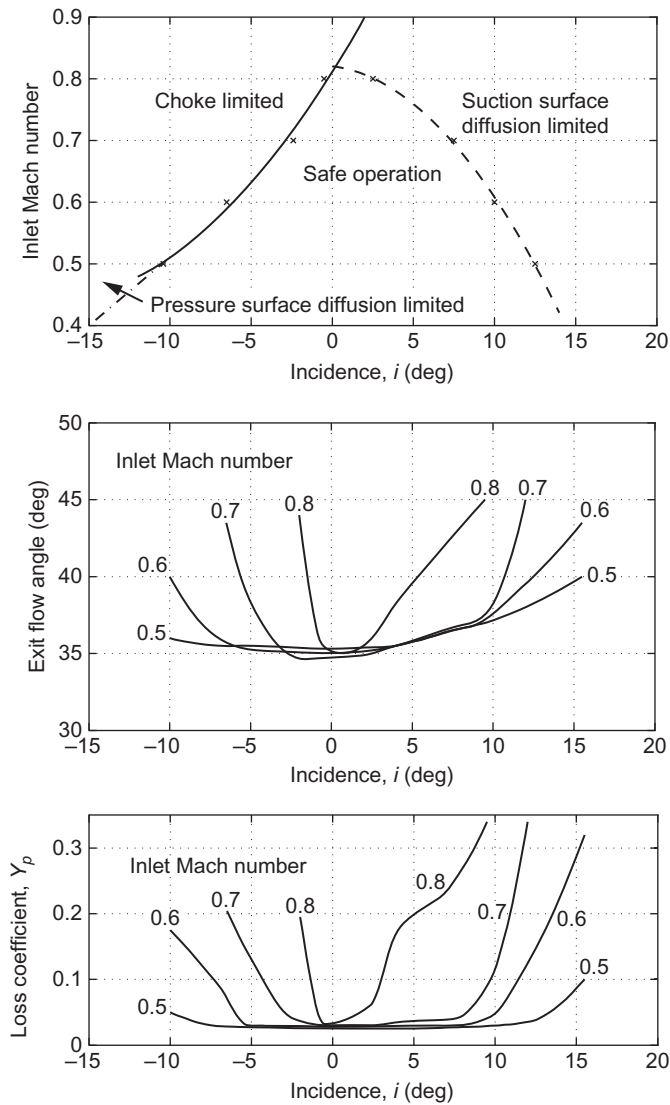 0.9
0.8
0.7
0.6
0.5
0.4
Inlet Mach number
Choke limited
Suction surface
diffusion limited
Safe operation
Pressure surface diffusion limited
–15 –10 –5 0 5 10 15 20
Incidence, i (deg)
50
45
40
35
30
Exit flow angle (deg)
Inlet Mach number
0.5
0.6
0.7
0.8
0.8
0.7
0.6
0.5
–15 –10 –5 0 5 10 15 20
Incidence, i (deg)
0.3
0.2
0.1
0
Loss coefficient, Yp
Inlet Mach number
0.5
0.6
0.7
0.8
0.8
0.7
0.6
0.5
–15 –10 –5 0 5 10 15 20
Incidence, i (deg)